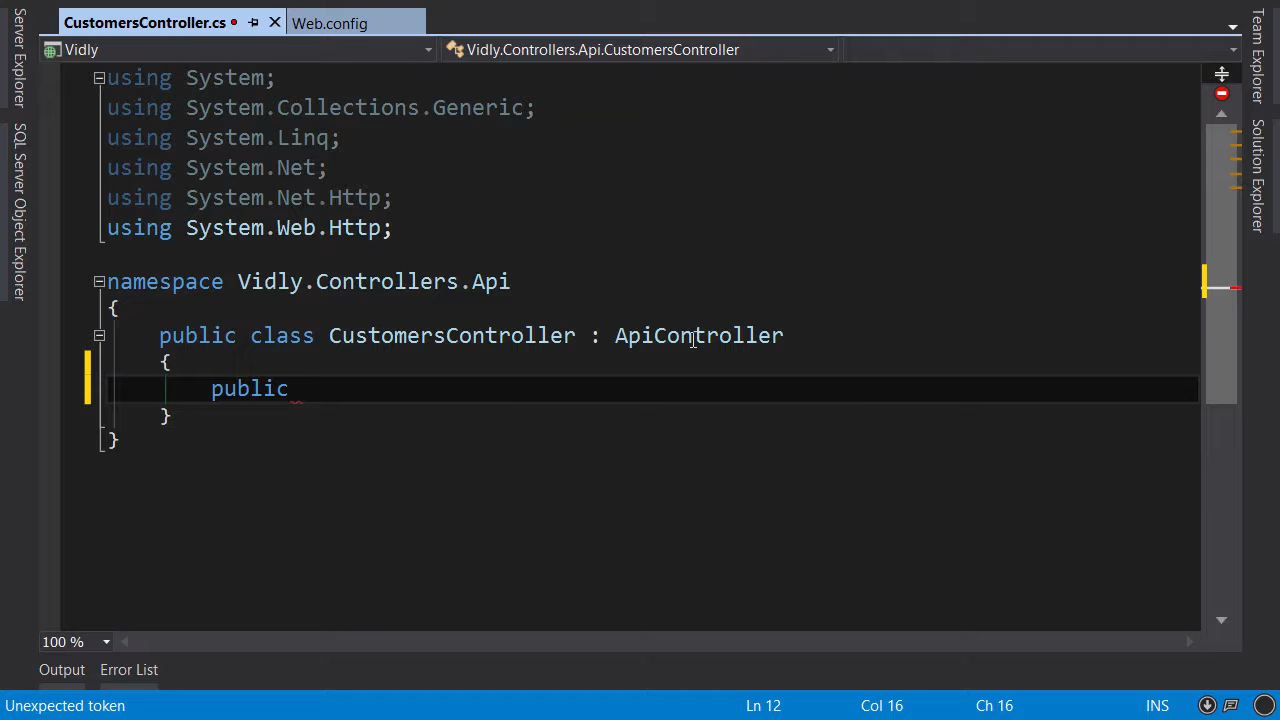 CustomersController.cs
Web.config
Vidly
Vidly.Controllers.Api.CustomersController
Server Explorer
SQL Server Object Explorer
using System;
using System.Collections.Generic;
using System.Linq;
using System.Net;
using System.Net.Http;
using System.Web.Http;
namespace Vidly.Controllers.Api
{
public class CustomersController : ApiController
{
public
}
}
Team Explorer
Solution Explorer
100 %
Output
Error List
Unexpected token
Ln 12
Col 16
Ch 16
INS